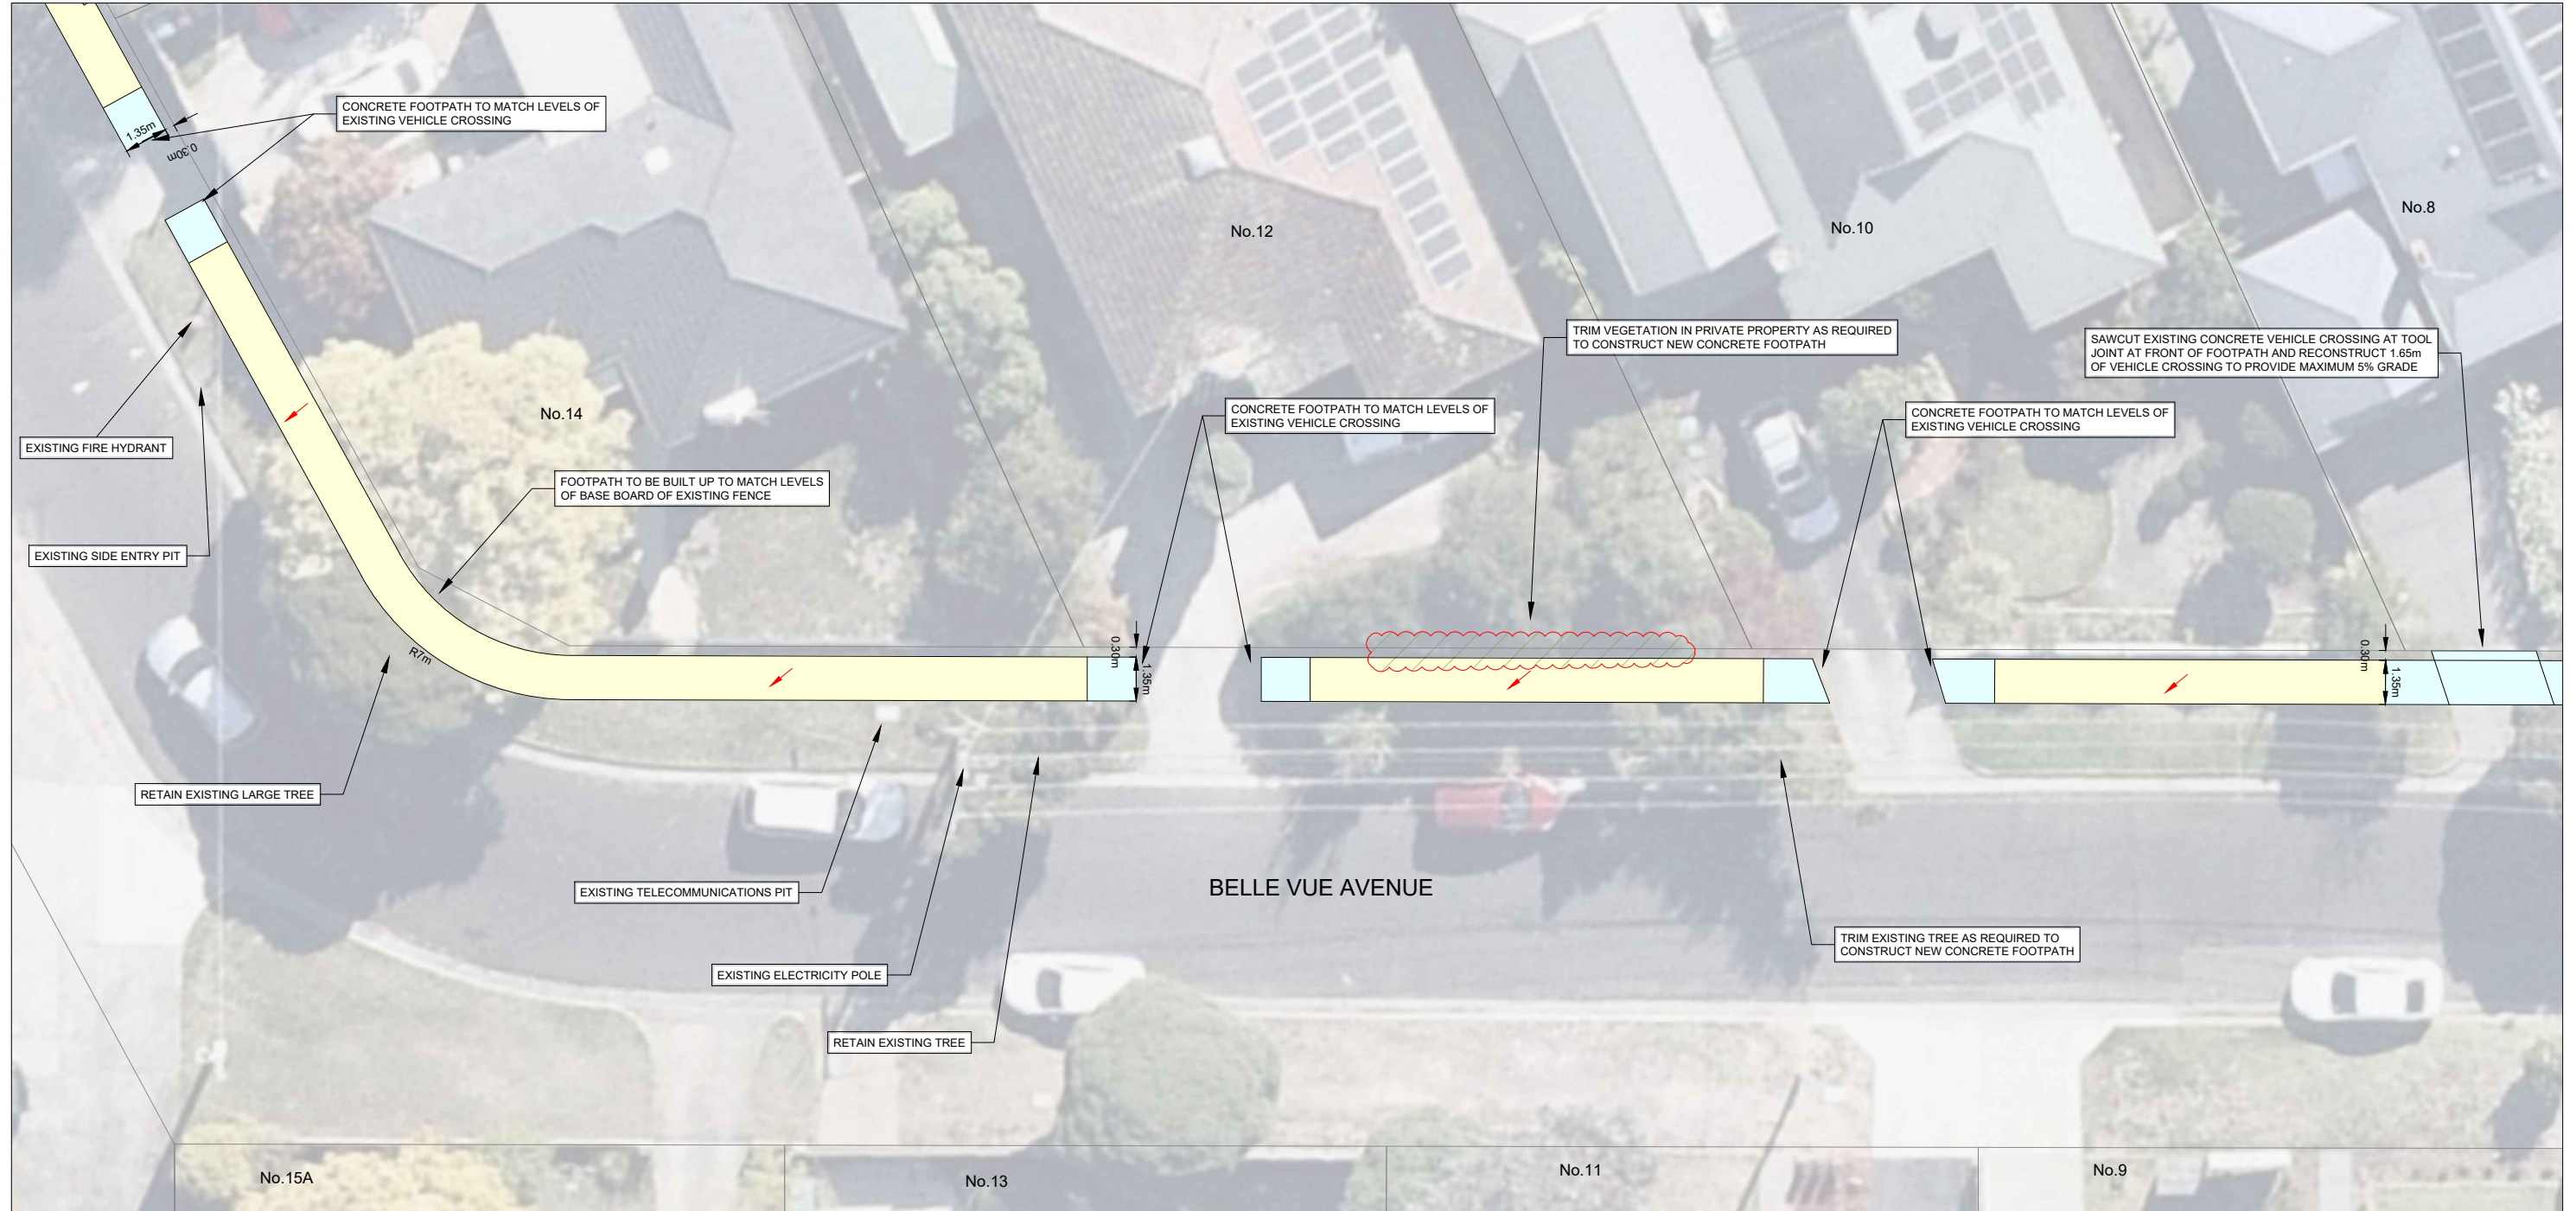 CONCRETE FOOTPATH TO MATCH LEVELS OF
EXISTING VEHICLE CROSSING
1.35m
0.30m
No.12
No.10
No.8
TRIM VEGETATION IN PRIVATE PROPERTY AS REQUIRED
TO CONSTRUCT NEW CONCRETE FOOTPATH
SAWCUT EXISTING CONCRETE VEHICLE CROSSING AT TOOL
JOINT AT FRONT OF FOOTPATH AND RECONSTRUCT 1.65m
OF VEHICLE CROSSING TO PROVIDE MAXIMUM 5% GRADE
No.14
CONCRETE FOOTPATH TO MATCH LEVELS OF
EXISTING VEHICLE CROSSING
CONCRETE FOOTPATH TO MATCH LEVELS OF
EXISTING VEHICLE CROSSING
EXISTING FIRE HYDRANT
FOOTPATH TO BE BUILT UP TO MATCH LEVELS
OF BASE BOARD OF EXISTING FENCE
EXISTING SIDE ENTRY PIT
R7m
0.30m
1.35m
0.30m
1.35m
RETAIN EXISTING LARGE TREE
EXISTING TELECOMMUNICATIONS PIT
BELLE VUE AVENUE
TRIM EXISTING TREE AS REQUIRED TO
CONSTRUCT NEW CONCRETE FOOTPATH
EXISTING ELECTRICITY POLE
RETAIN EXISTING TREE
No.15A
No.13
No.11
No.9